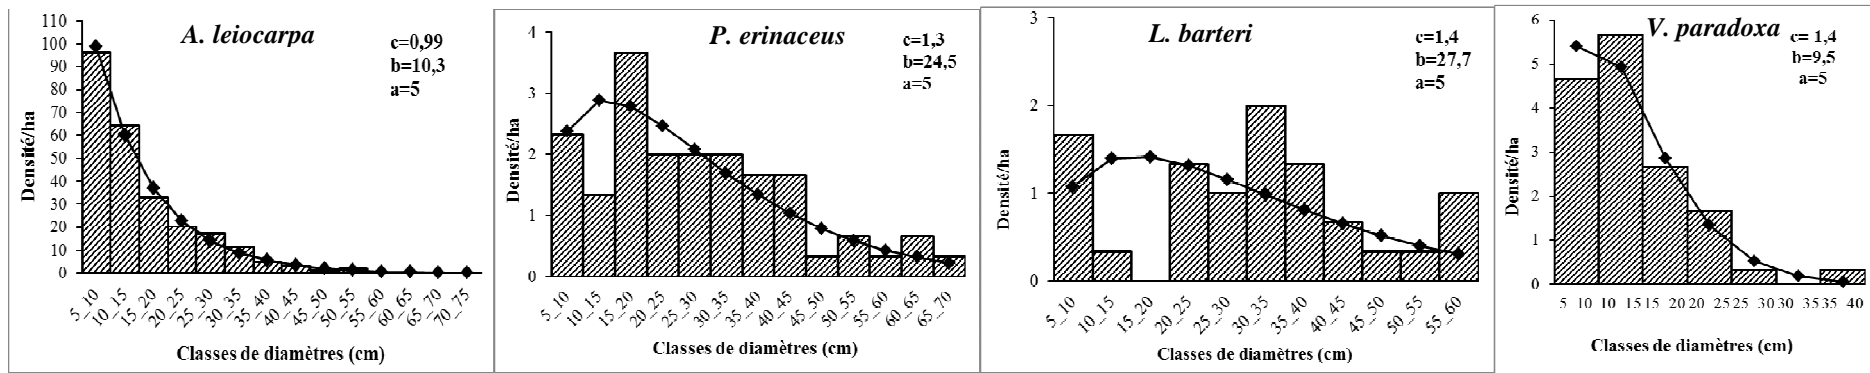 A. leiocarpa
c=0,99
b=10,3
a=5
110
100
90
80
70
60
50
40
30
20
10
0
Densité/ha
5_10
10_15
15_20
20_25
25_30
30_35
35_40
40_45
45_50
50_55
55_60
60_65
65_70
70_75
Classes de diamètres (cm)
P. erinaceus
c=1,3
b=24,5
a=5
4
3
2
1
0
Densité/ha
5_10
10_15
15_20
20_25
25_30
30_35
35_40
40_45
45_50
50_55
55_60
60_65
65_70
Classes de diamètres (cm)
L. barteri
c=1,4
b=27,7
a=5
3
2
1
0
Densité/ha
5_10
10_15
15_20
20_25
25_30
30_35
35_40
40_45
45_50
50_55
55_60
Classes de diamètres (cm)
V. paradoxa
c= 1,4
b=9,5
a=5
6
5
4
3
2
1
0
Densité/ha
5 10 10 15 15 20 20 25 25 30 30 35 35 40
Classes de diamètres (cm)